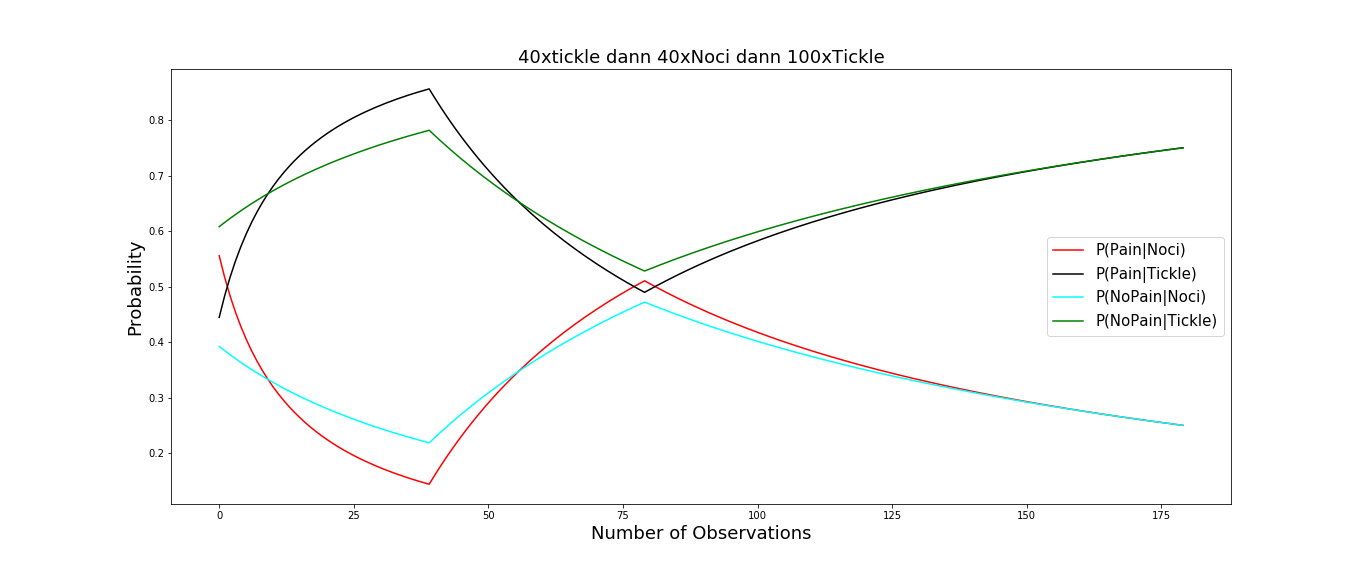 40xtickle dann 40xNoci dann 100xTickle
Probability
0.8
0.7
0.6
0.5
0.4
0.3
0.2
P(Pain|Noci)
P(Pain|Tickle)
P(NoPain|Noci)
P(NoPain|Tickle)
0 25 50 75 100 125 150 175
Number of Observations